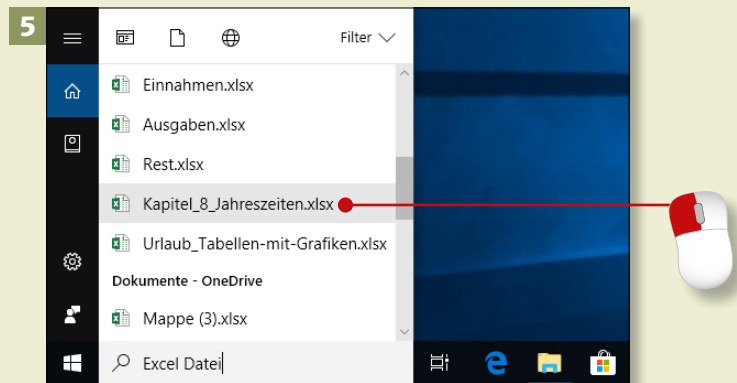 5
Filter
Einnahmen.xlsx
Ausgaben.xlsx
Rest.xlsx
Kapitel_8_Jahreszeiten.xlsx
Urlaub_Tabellen-mit-Grafiken.xlsx
Dokumente - OneDrive
Mappe (3).xlsx
Excel Datei